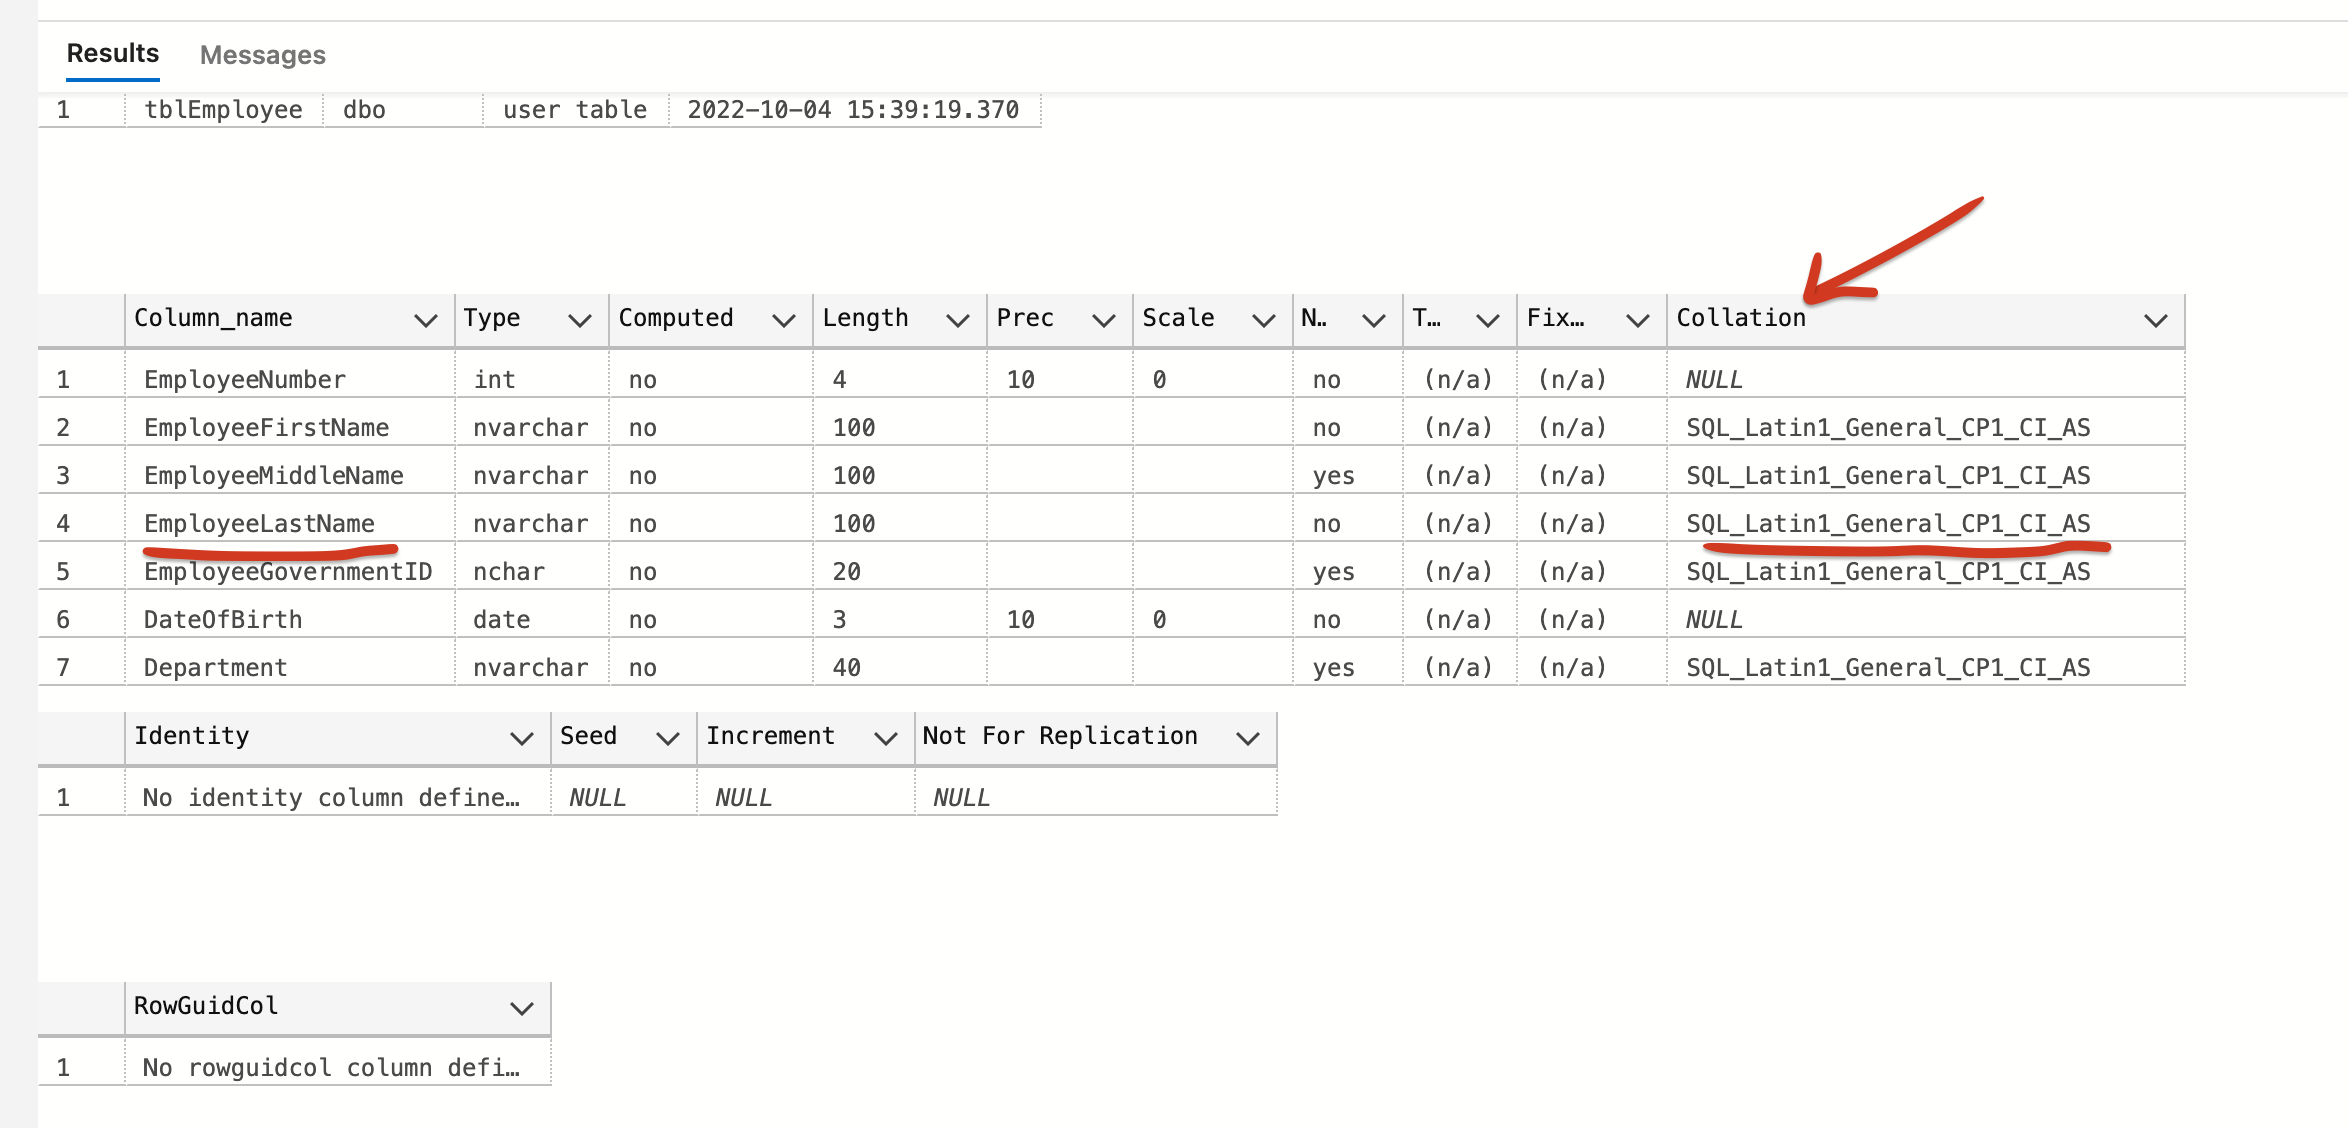 Results Messages
1 tblEmployee dbo user table 2022-10-04 15:39:19.370
Column_name Type Computed Length Prec Scale N… T… Fix… Collation
1 EmployeeNumber int no 4 10 0 no (n/a) (n/a) NULL
2 EmployeeFirstName nvarchar no 100 no (n/a) (n/a) SQL_Latin1_General_CP1_CI_AS
3 EmployeeMiddleName nvarchar no 100 yes (n/a) (n/a) SQL_Latin1_General_CP1_CI_AS
4 EmployeeLastName nvarchar no 100 no (n/a) (n/a) SQL_Latin1_General_CP1_CI_AS
5 EmployeeGovernmentID nchar no 20 yes (n/a) (n/a) SQL_Latin1_General_CP1_CI_AS
6 DateOfBirth date no 3 10 0 no (n/a) (n/a) NULL
7 Department nvarchar no 40 yes (n/a) (n/a) SQL_Latin1_General_CP1_CI_AS
Identity Seed Increment Not For Replication
1 No identity column define… NULL NULL NULL
RowGuidCol
1 No rowguidcol column defi…